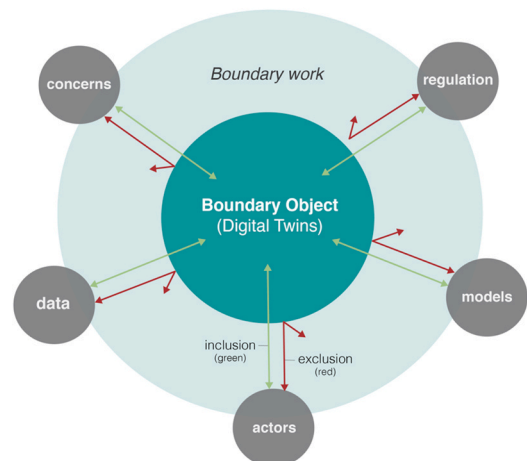 Boundary work
concerns
regulation
Boundary Object
(Digital Twins)
data
models
inclusion
(green)
exclusion
(red)
actors